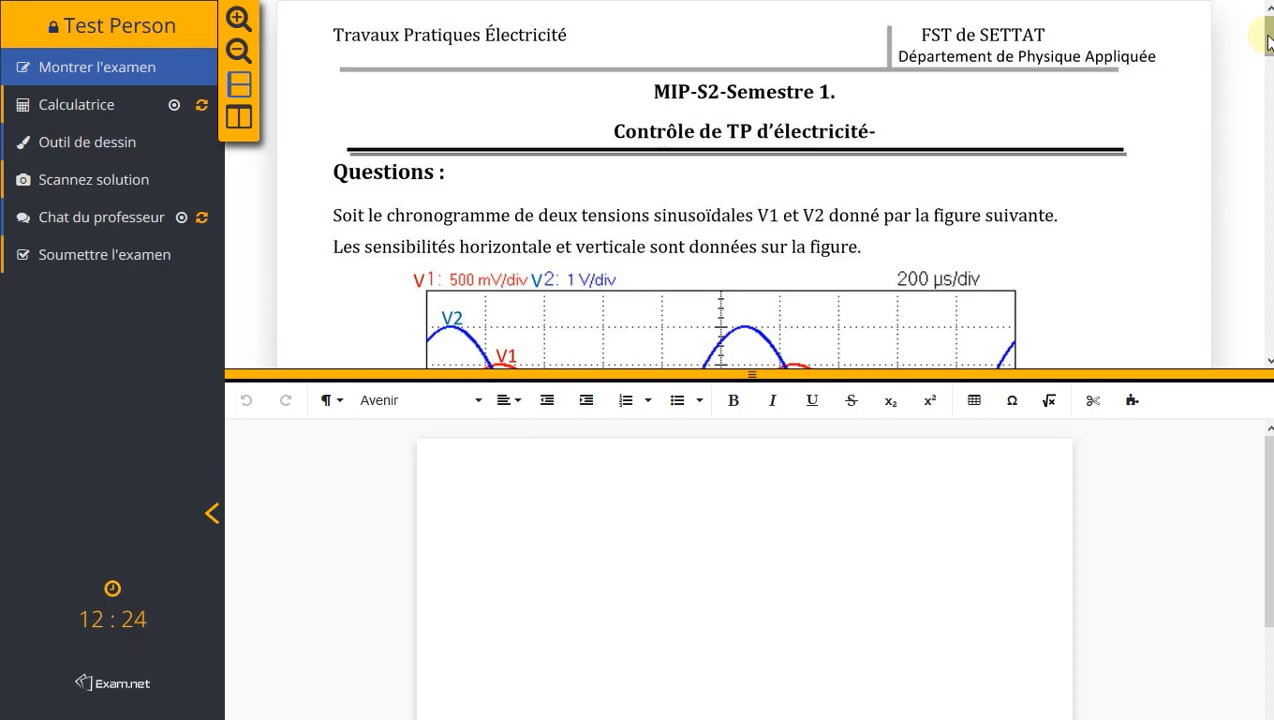 Test Person
Montrer l'examen
Calculatrice
Outil de dessin
Scannez solution
Chat du professeur
Soumettre l'examen
12 : 24
Exam.net
Travaux Pratiques Électricité
FST de SETTAT
Département de Physique Appliquée
MIP-S2-Semestre 1.
Contrôle de TP d’électricité-
Questions :
Soit le chronogramme de deux tensions sinusoïdales V1 et V2 donné par la figure suivante.
Les sensibilités horizontale et verticale sont données sur la figure.
V1: 500 mV/div V2: 1 V/div 200 µs/div
V2
V1
¶ Avenir B I U S x₂ x² Ω √x